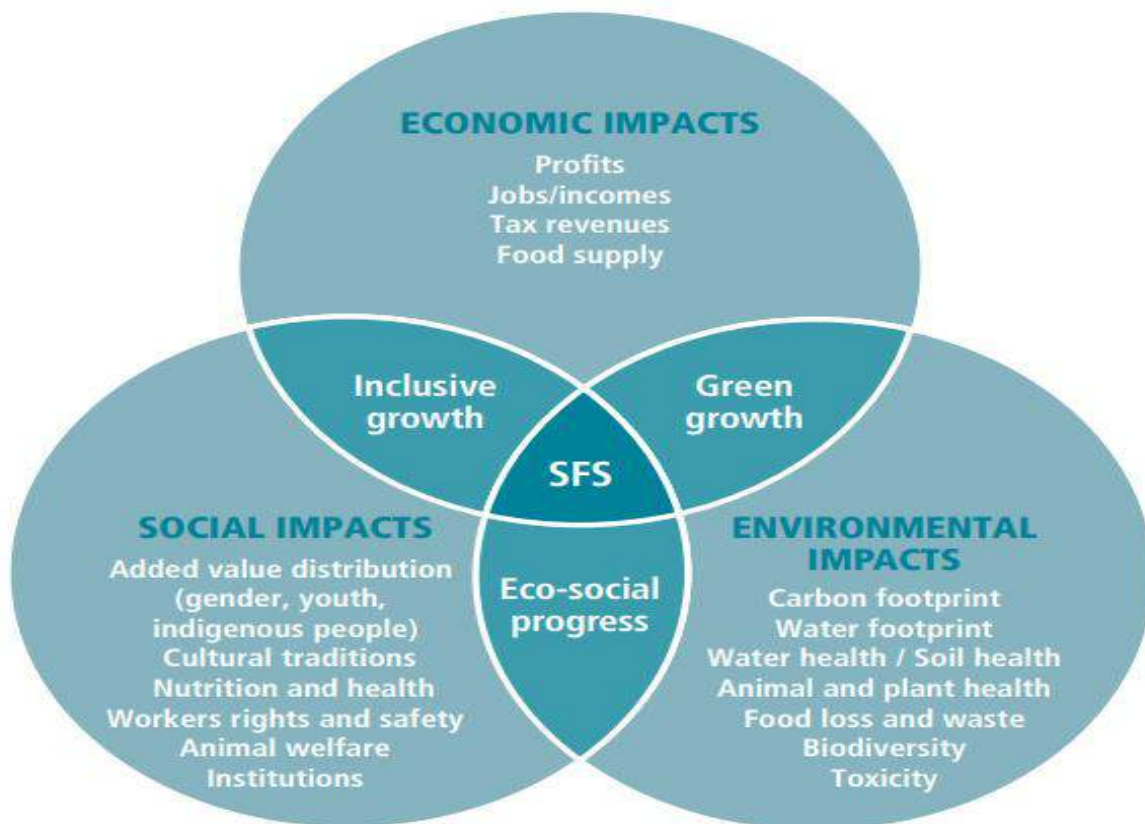 ECONOMIC IMPACTS
Profits
Jobs/incomes
Tax revenues
Food supply
Inclusive
growth
Green
growth
SFS
SOCIAL IMPACTS
Added value distribution
(gender, youth,
indigenous people)
Cultural traditions
Nutrition and health
Workers rights and safety
Animal welfare
Institutions
Eco-social
progress
ENVIRONMENTAL
IMPACTS
Carbon footprint
Water footprint
Water health / Soil health
Animal and plant health
Food loss and waste
Biodiversity
Toxicity